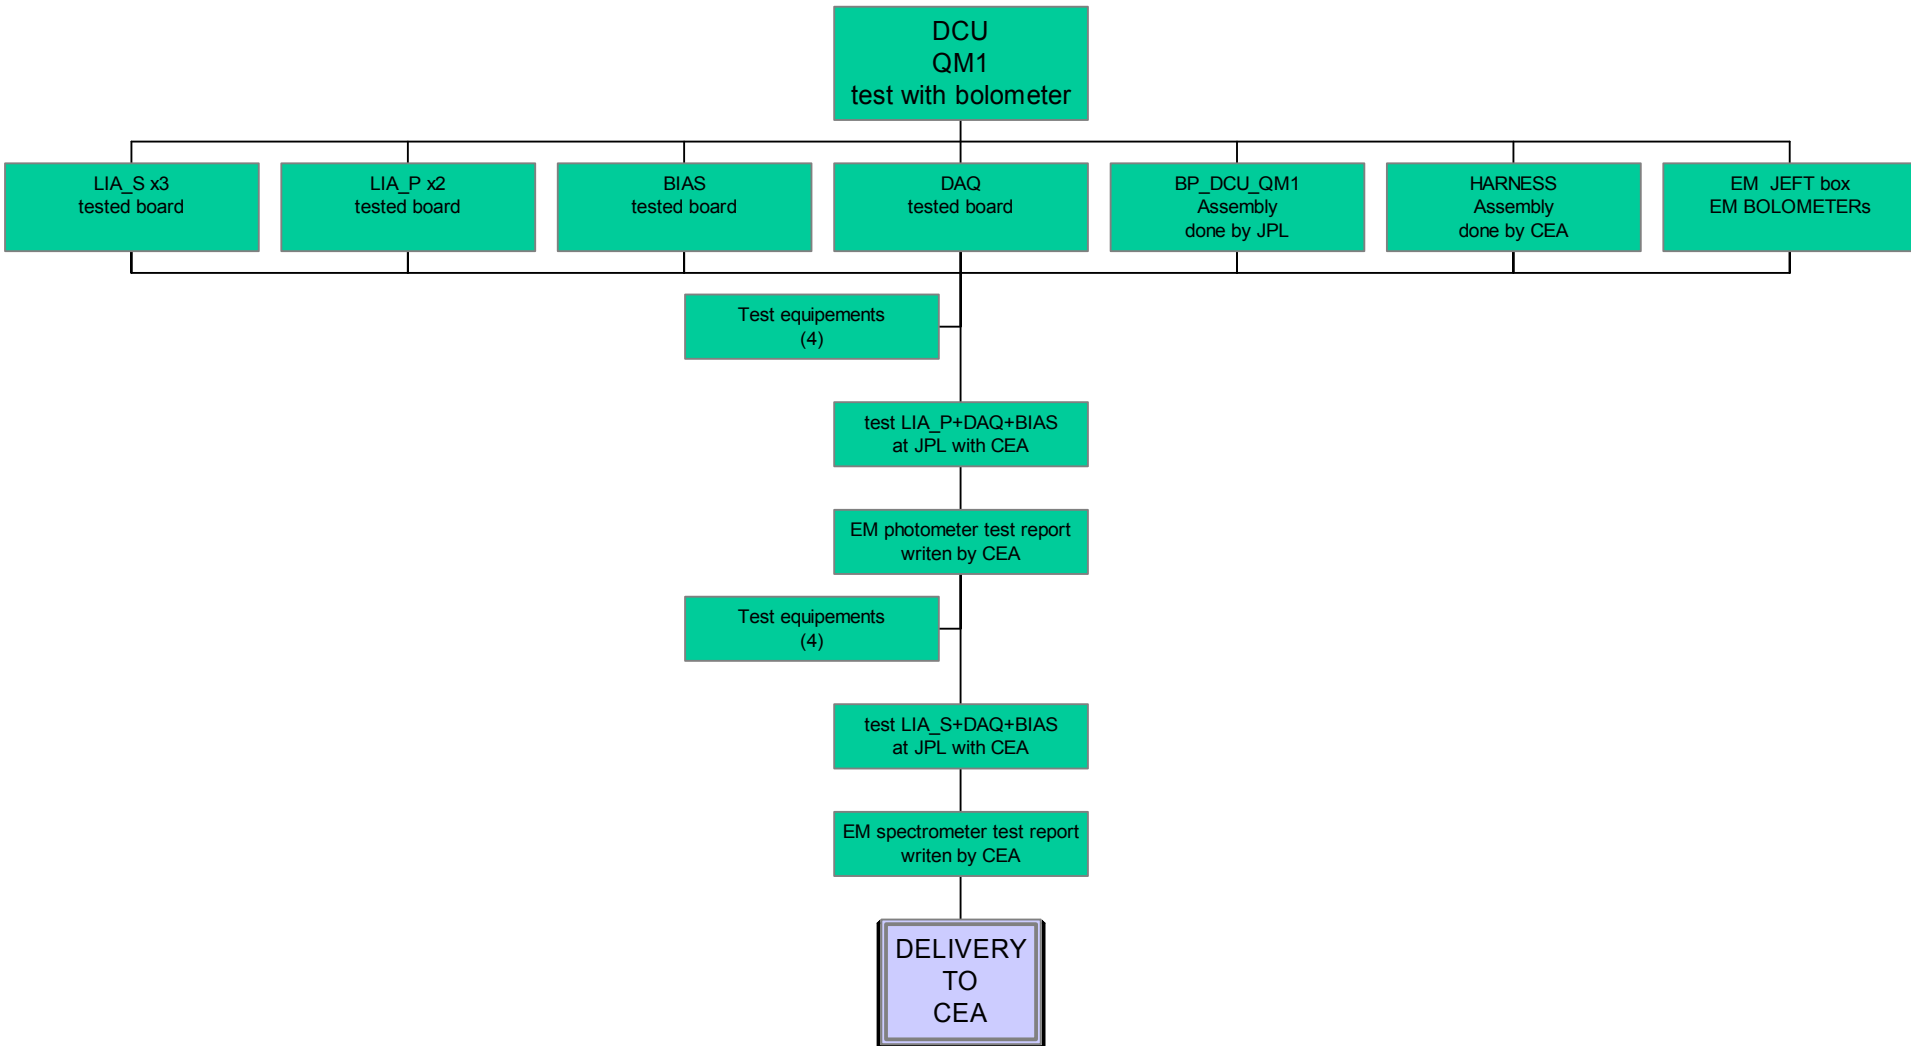 DCU
QM1
test with bolometer
LIA_S x3
tested board
LIA_P x2
tested board
BIAS
tested board
DAQ
tested board
BP_DCU_QM1
Assembly
done by JPL
HARNESS
Assembly
done by CEA
EM JEFT box
EM BOLOMETERs
Test equipements
(4)
test LIA_P+DAQ+BIAS
at JPL with CEA
EM photometer test report
writen by CEA
Test equipements
(4)
test LIA_S+DAQ+BIAS
at JPL with CEA
EM spectrometer test report
writen by CEA
DELIVERY
TO
CEA